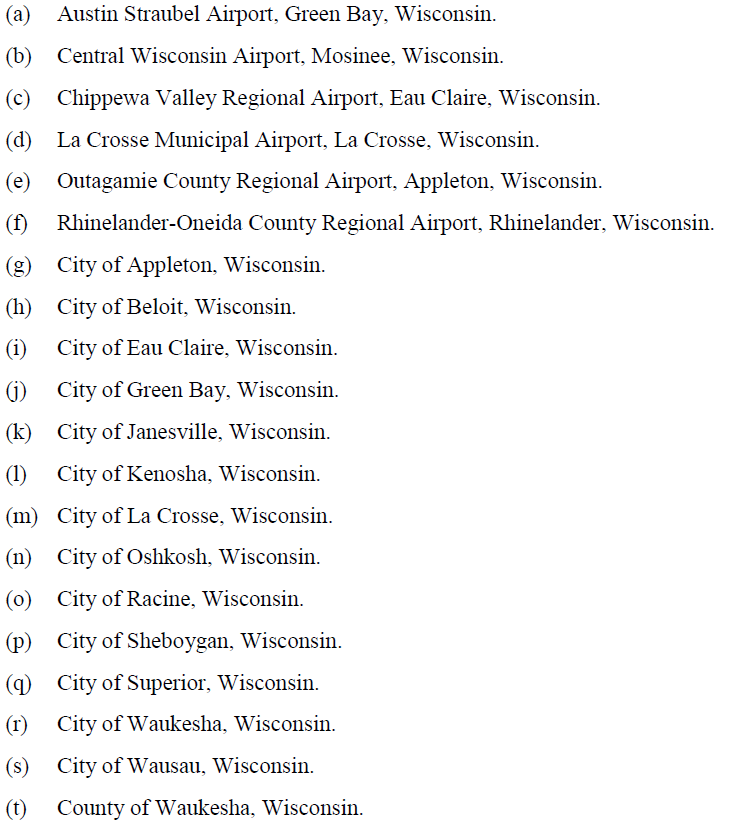 (a) Austin Straubel Airport, Green Bay, Wisconsin.
(b) Central Wisconsin Airport, Mosinee, Wisconsin.
(c) Chippewa Valley Regional Airport, Eau Claire, Wisconsin.
(d) La Crosse Municipal Airport, La Crosse, Wisconsin.
(e) Outagamie County Regional Airport, Appleton, Wisconsin.
(f) Rhinelander-Oneida County Regional Airport, Rhinelander, Wisconsin.
(g) City of Appleton, Wisconsin.
(h) City of Beloit, Wisconsin.
(i) City of Eau Claire, Wisconsin.
(j) City of Green Bay, Wisconsin.
(k) City of Janesville, Wisconsin.
(l) City of Kenosha, Wisconsin.
(m) City of La Crosse, Wisconsin.
(n) City of Oshkosh, Wisconsin.
(o) City of Racine, Wisconsin.
(p) City of Sheboygan, Wisconsin.
(q) City of Superior, Wisconsin.
(r) City of Waukesha, Wisconsin.
(s) City of Wausau, Wisconsin.
(t) County of Waukesha, Wisconsin.